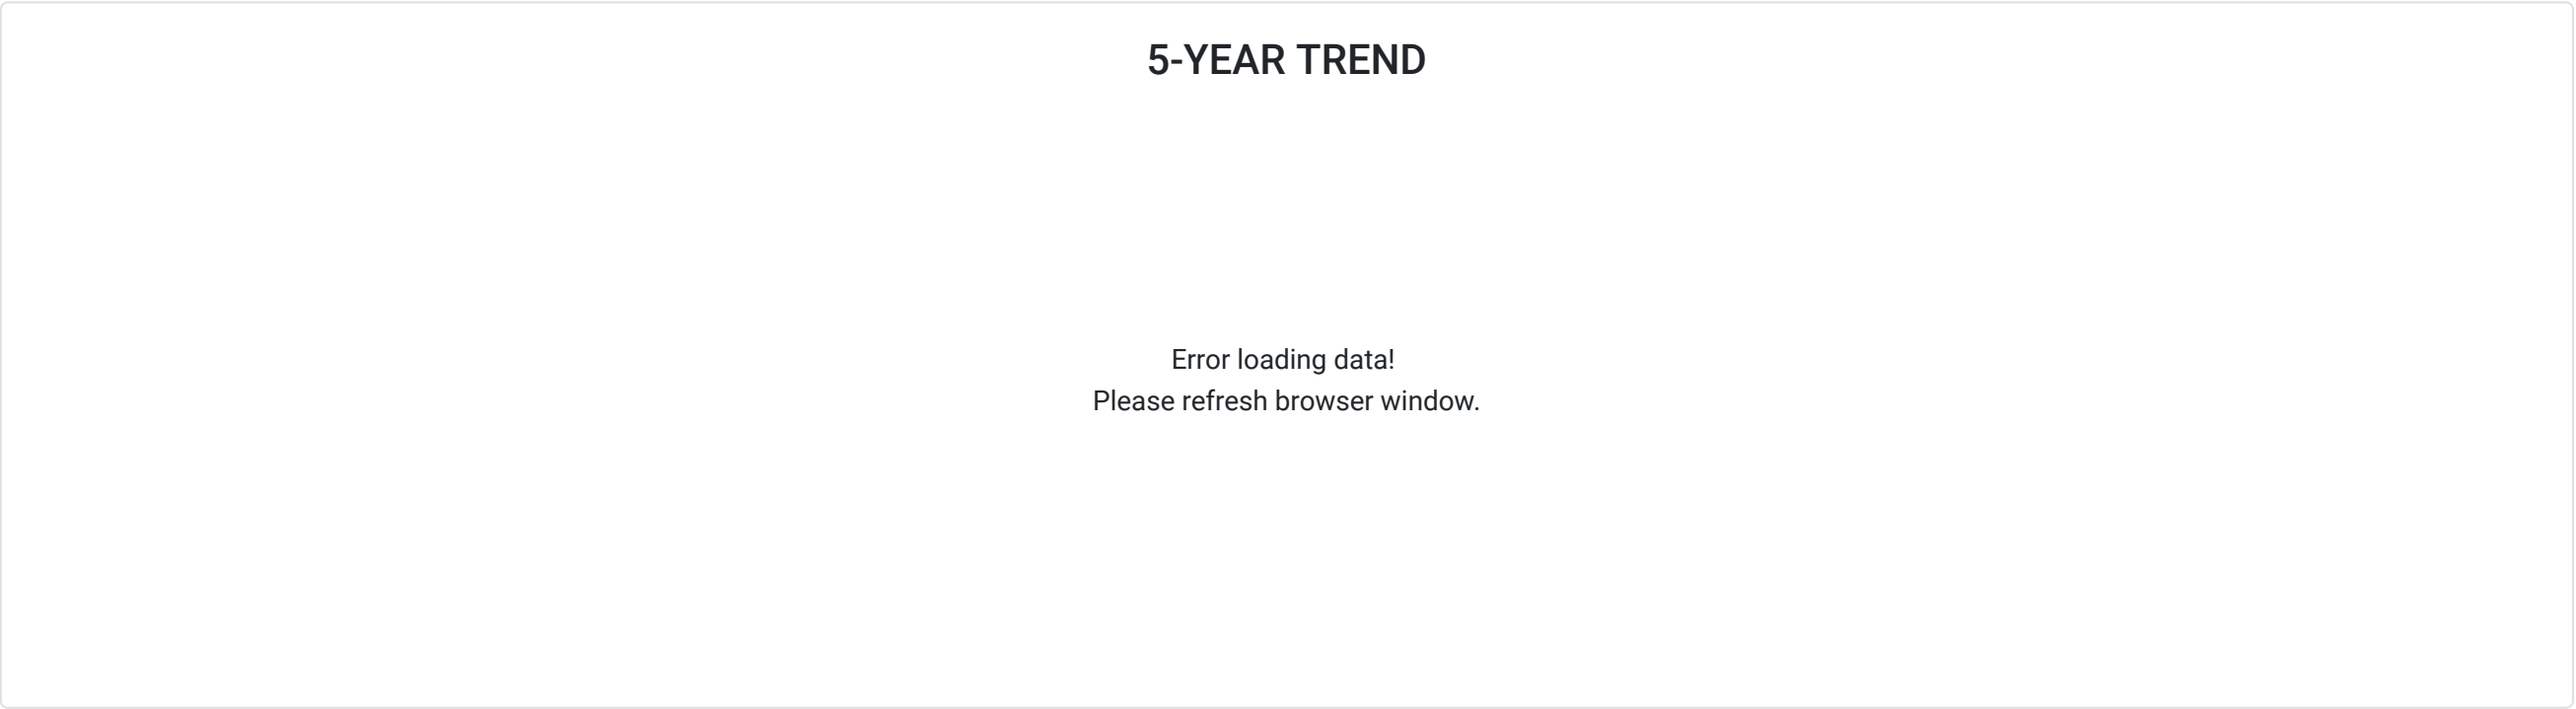 5-YEAR TREND
Error loading data!
Please refresh browser window.